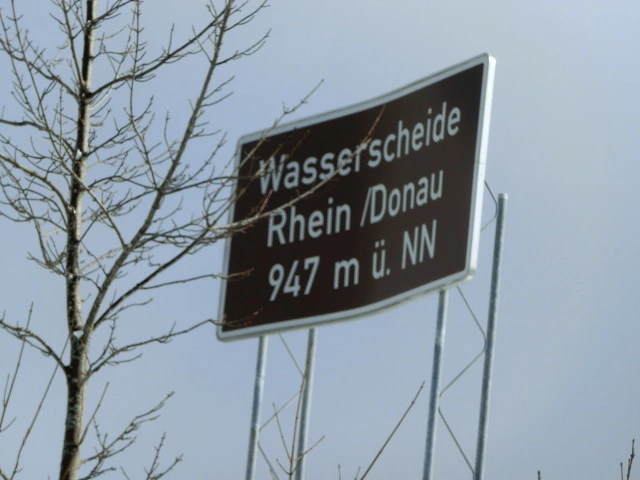 Wasserscheide
Rhein /Donau
947 m ü. NN